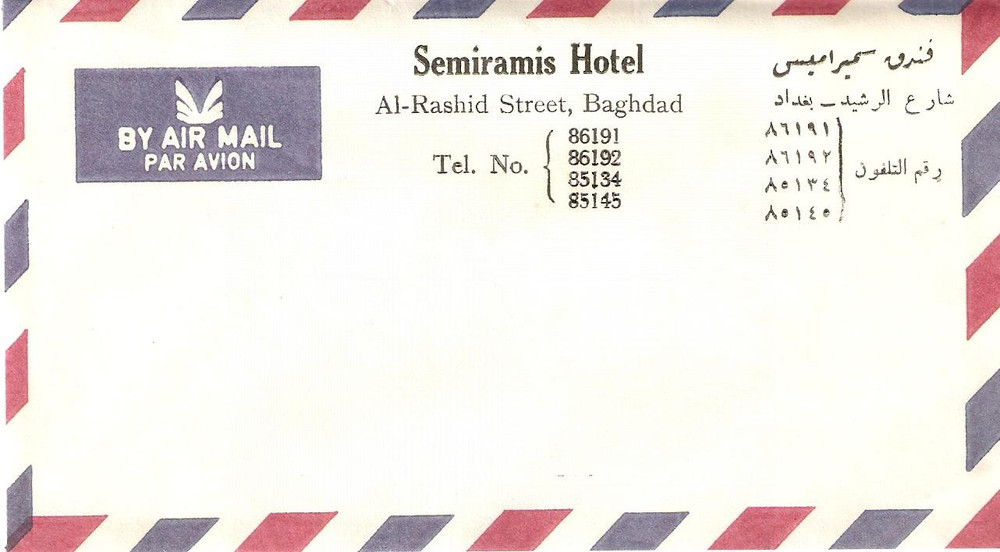 BY AIR MAIL
PAR AVION
Semiramis Hotel
Al-Rashid Street, Baghdad
Tel. No.
86191
86192
85134
85145
فندق سميراميس
شارع الرشيد - بغداد
رقم التلفون
٨٦١٩١
٨٦١٩٢
٨٥١٣٤
٨٥١٤٥